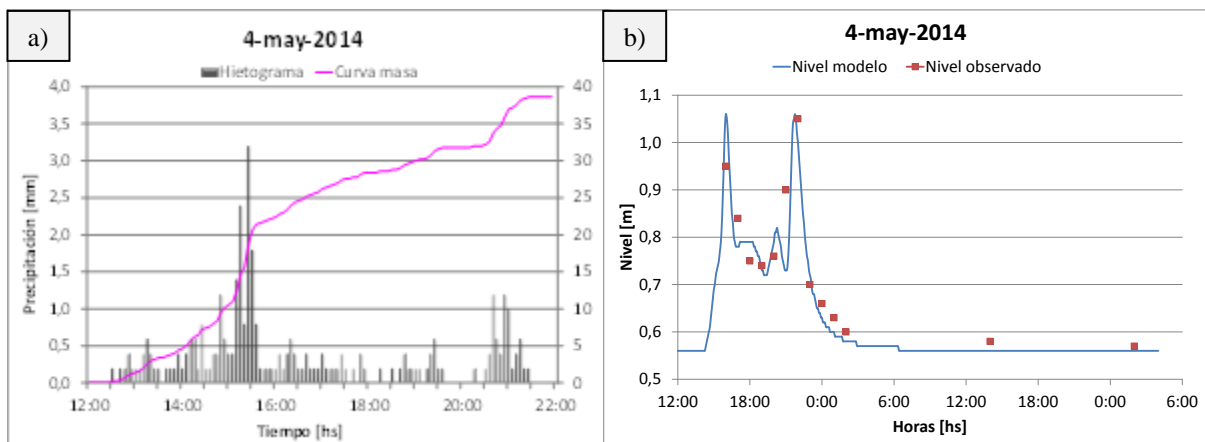 a)
4-may-2014
Hietograma Curva masa
4,0
3,5
3,0
2,5
2,0
1,5
1,0
0,5
0,0
40
35
30
25
20
15
10
5
0
Precipitación [mm]
12:00 14:00 16:00 18:00 20:00 22:00
Tiempo [hs]
b)
4-may-2014
Nivel modelo Nivel observado
1,1
1,0
0,9
0,8
0,7
0,6
0,5
Nivel [m]
12:00 18:00 0:00 6:00 12:00 18:00 0:00 6:00
Horas [hs]